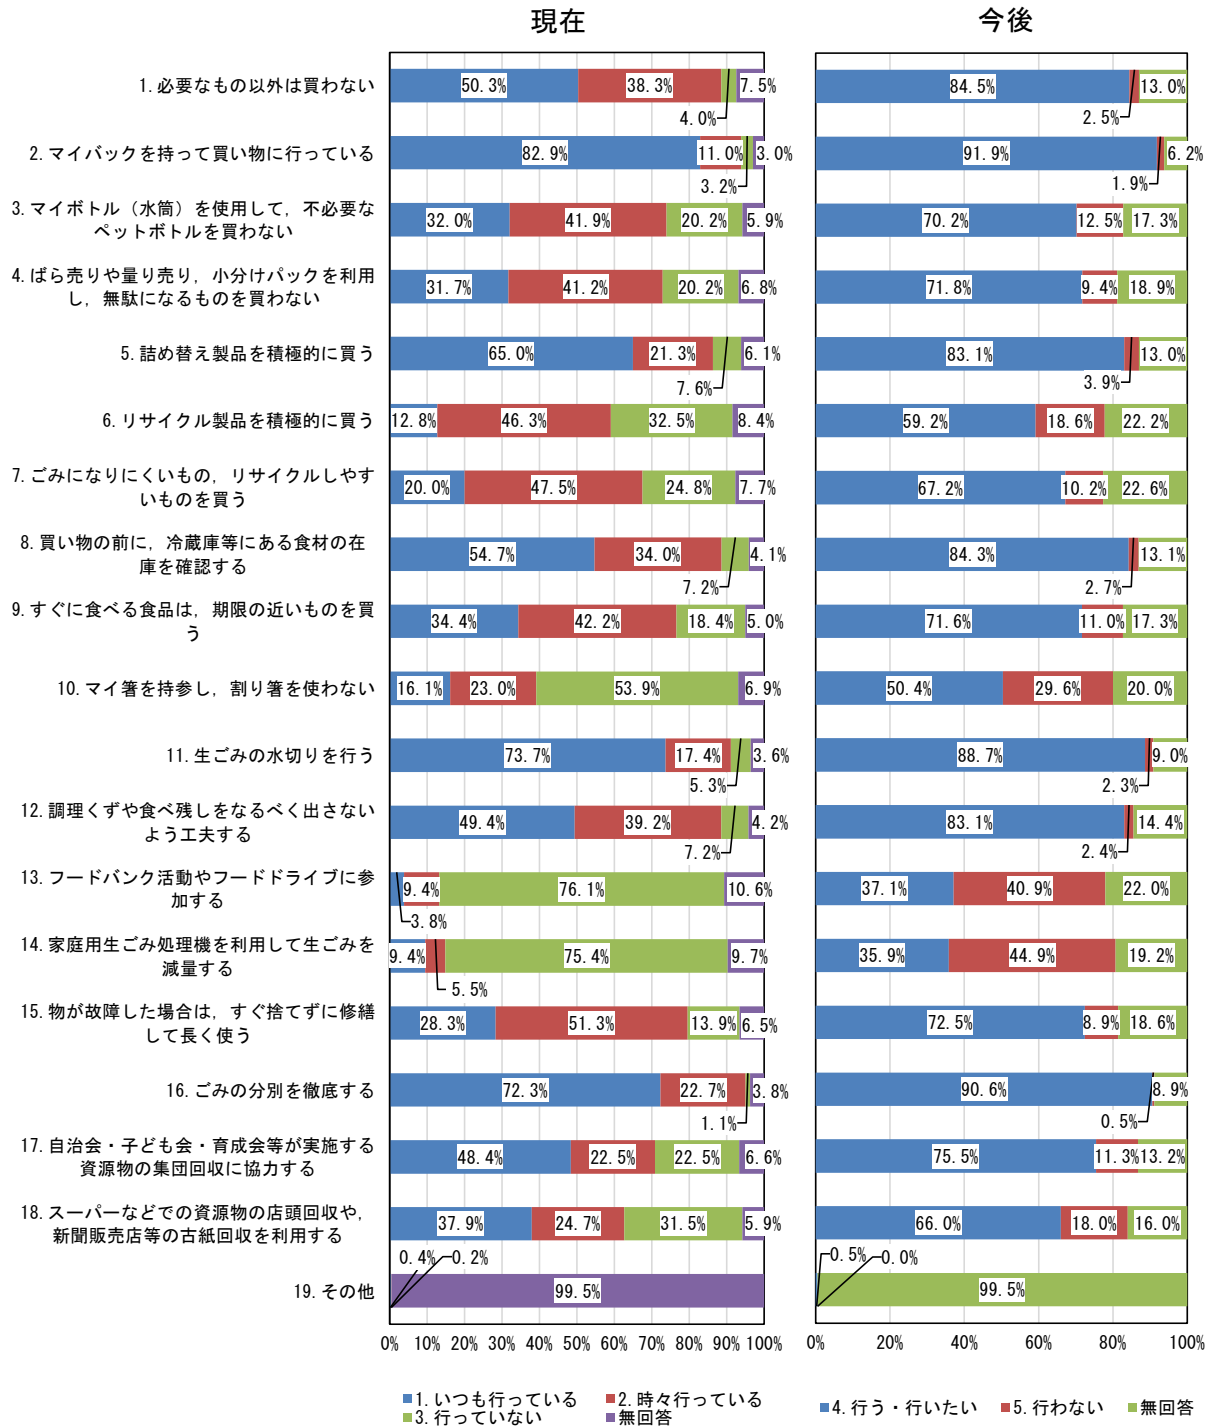 現在
今後
1. 必要なもの以外は買わない
50.3% 38.3% 7.5%
4.0%
84.5% 13.0%
2.5%
2. マイバックを持って買い物に行っている
82.9% 11.0% 3.0%
3.2%
91.9% 6.2%
1.9%
3. マイボトル（水筒）を使用して，不必要な
ペットボトルを買わない
32.0% 41.9% 20.2% 5.9%
70.2% 12.5% 17.3%
4. ばら売りや量り売り，小分けパックを利用
し，無駄になるものを買わない
31.7% 41.2% 20.2% 6.8%
71.8% 9.4% 18.9%
5. 詰め替え製品を積極的に買う
65.0% 21.3% 6.1%
7.6%
83.1% 13.0%
3.9%
6. リサイクル製品を積極的に買う
12.8% 46.3% 32.5% 8.4%
59.2% 18.6% 22.2%
7. ごみになりにくいもの，リサイクルしやす
いものを買う
20.0% 47.5% 24.8% 7.7%
67.2% 10.2% 22.6%
8. 買い物の前に，冷蔵庫等にある食材の在
庫を確認する
54.7% 34.0% 4.1%
7.2%
84.3% 13.1%
2.7%
9. すぐに食べる食品は，期限の近いものを買
う
34.4% 42.2% 18.4% 5.0%
71.6% 11.0% 17.3%
10. マイ箸を持参し，割り箸を使わない
16.1% 23.0% 53.9% 6.9%
50.4% 29.6% 20.0%
11. 生ごみの水切りを行う
73.7% 17.4% 3.6%
5.3%
88.7% 9.0%
2.3%
12. 調理くずや食べ残しをなるべく出さない
よう工夫する
49.4% 39.2% 4.2%
7.2%
83.1% 14.4%
2.4%
13. フードバンク活動やフードドライブに参
加する
9.4% 76.1% 10.6%
3.8%
37.1% 40.9% 22.0%
14. 家庭用生ごみ処理機を利用して生ごみを
減量する
9.4% 75.4% 9.7%
5.5%
35.9% 44.9% 19.2%
15. 物が故障した場合は，すぐ捨てずに修繕
して長く使う
28.3% 51.3% 13.9% 6.5%
72.5% 8.9% 18.6%
16. ごみの分別を徹底する
72.3% 22.7% 3.8%
1.1%
90.6% 8.9%
0.5%
17. 自治会・子ども会・育成会等が実施する
資源物の集団回収に協力する
48.4% 22.5% 22.5% 6.6%
75.5% 11.3% 13.2%
18. スーパーなどでの資源物の店頭回収や，
新聞販売店等の古紙回収を利用する
37.9% 24.7% 31.5% 5.9%
66.0% 18.0% 16.0%
19. その他
0.4% 0.2%
99.5%
0.5% 0.0%
99.5%
0% 10% 20% 30% 40% 50% 60% 70% 80% 90% 100%
0% 20% 40% 60% 80% 100%
1. いつも行っている 2. 時々行っている
3. 行っていない 無回答
4. 行う・行いたい 5. 行わない 無回答